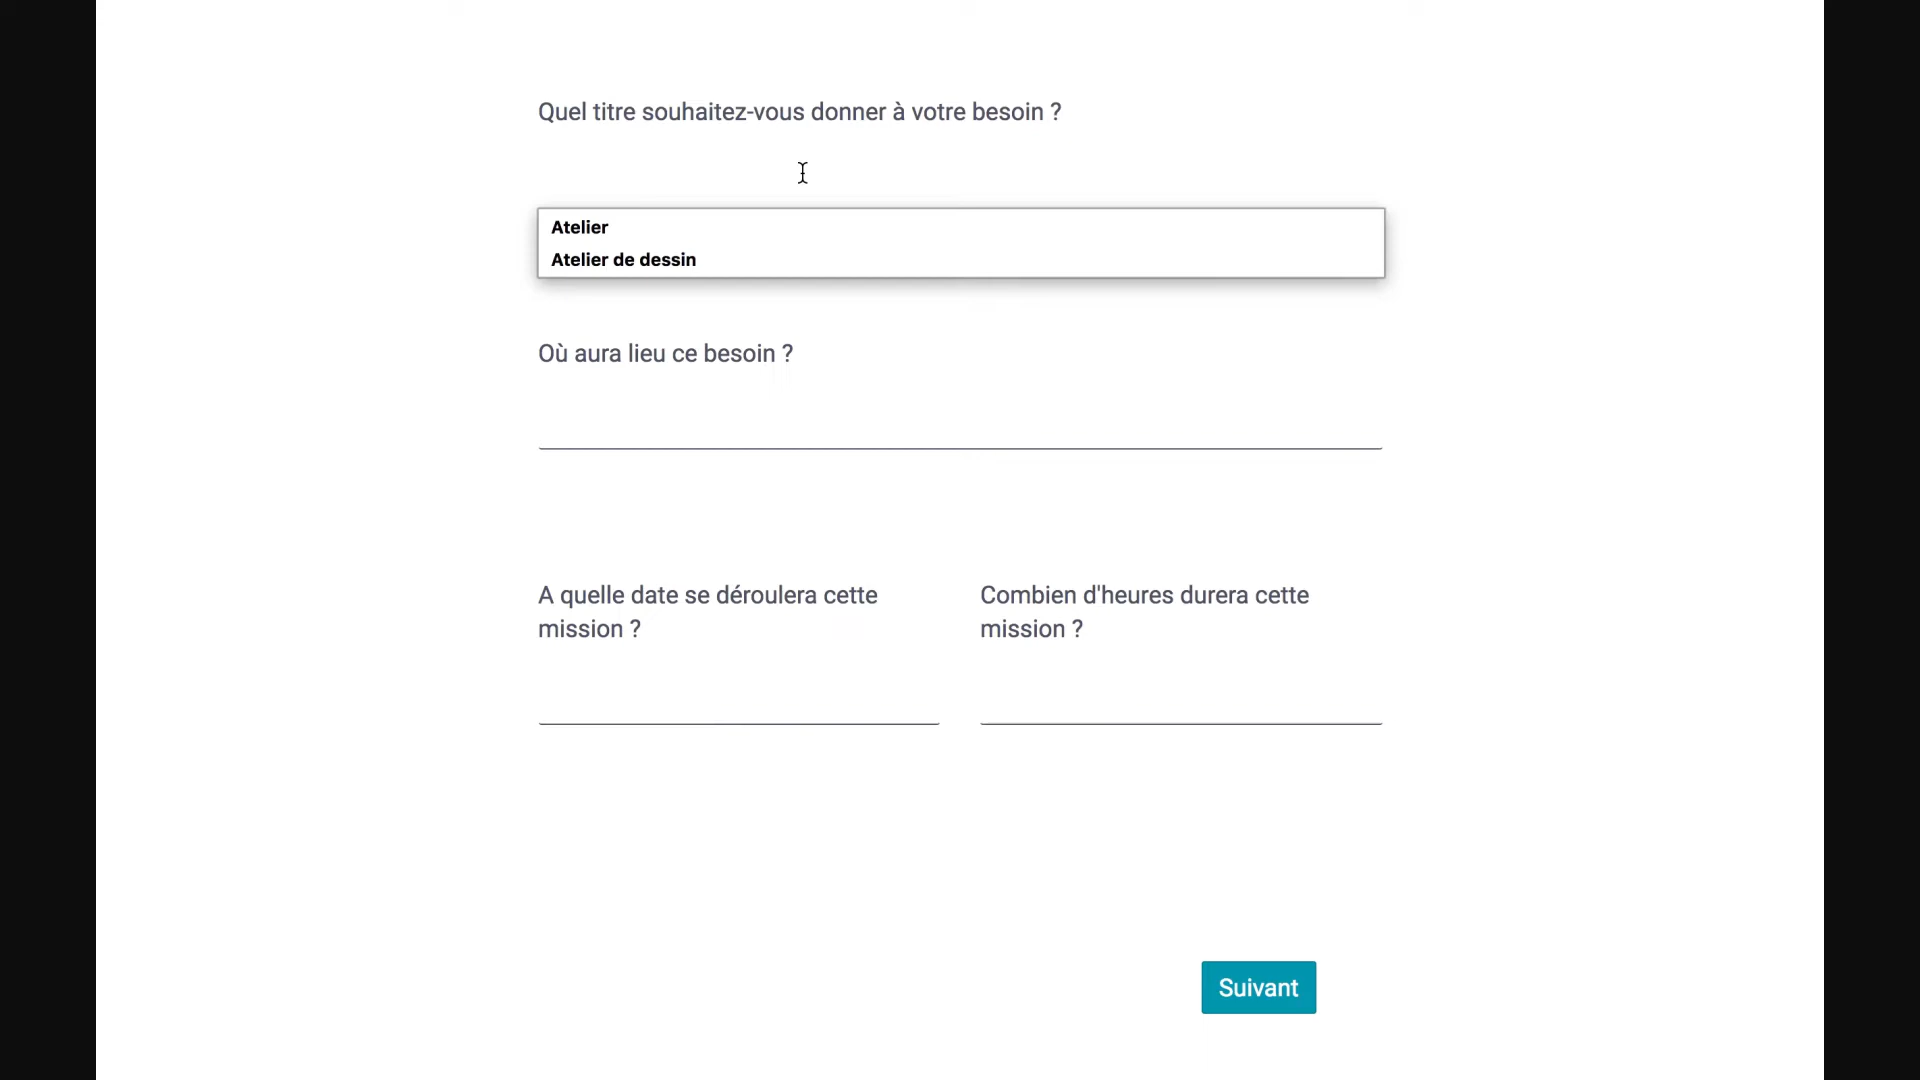 Quel titre souhaitez-vous donner à votre besoin ?
Atelier
Atelier de dessin
Où aura lieu ce besoin ?
A quelle date se déroulera cette
mission ?
Combien d'heures durera cette
mission ?
Suivant